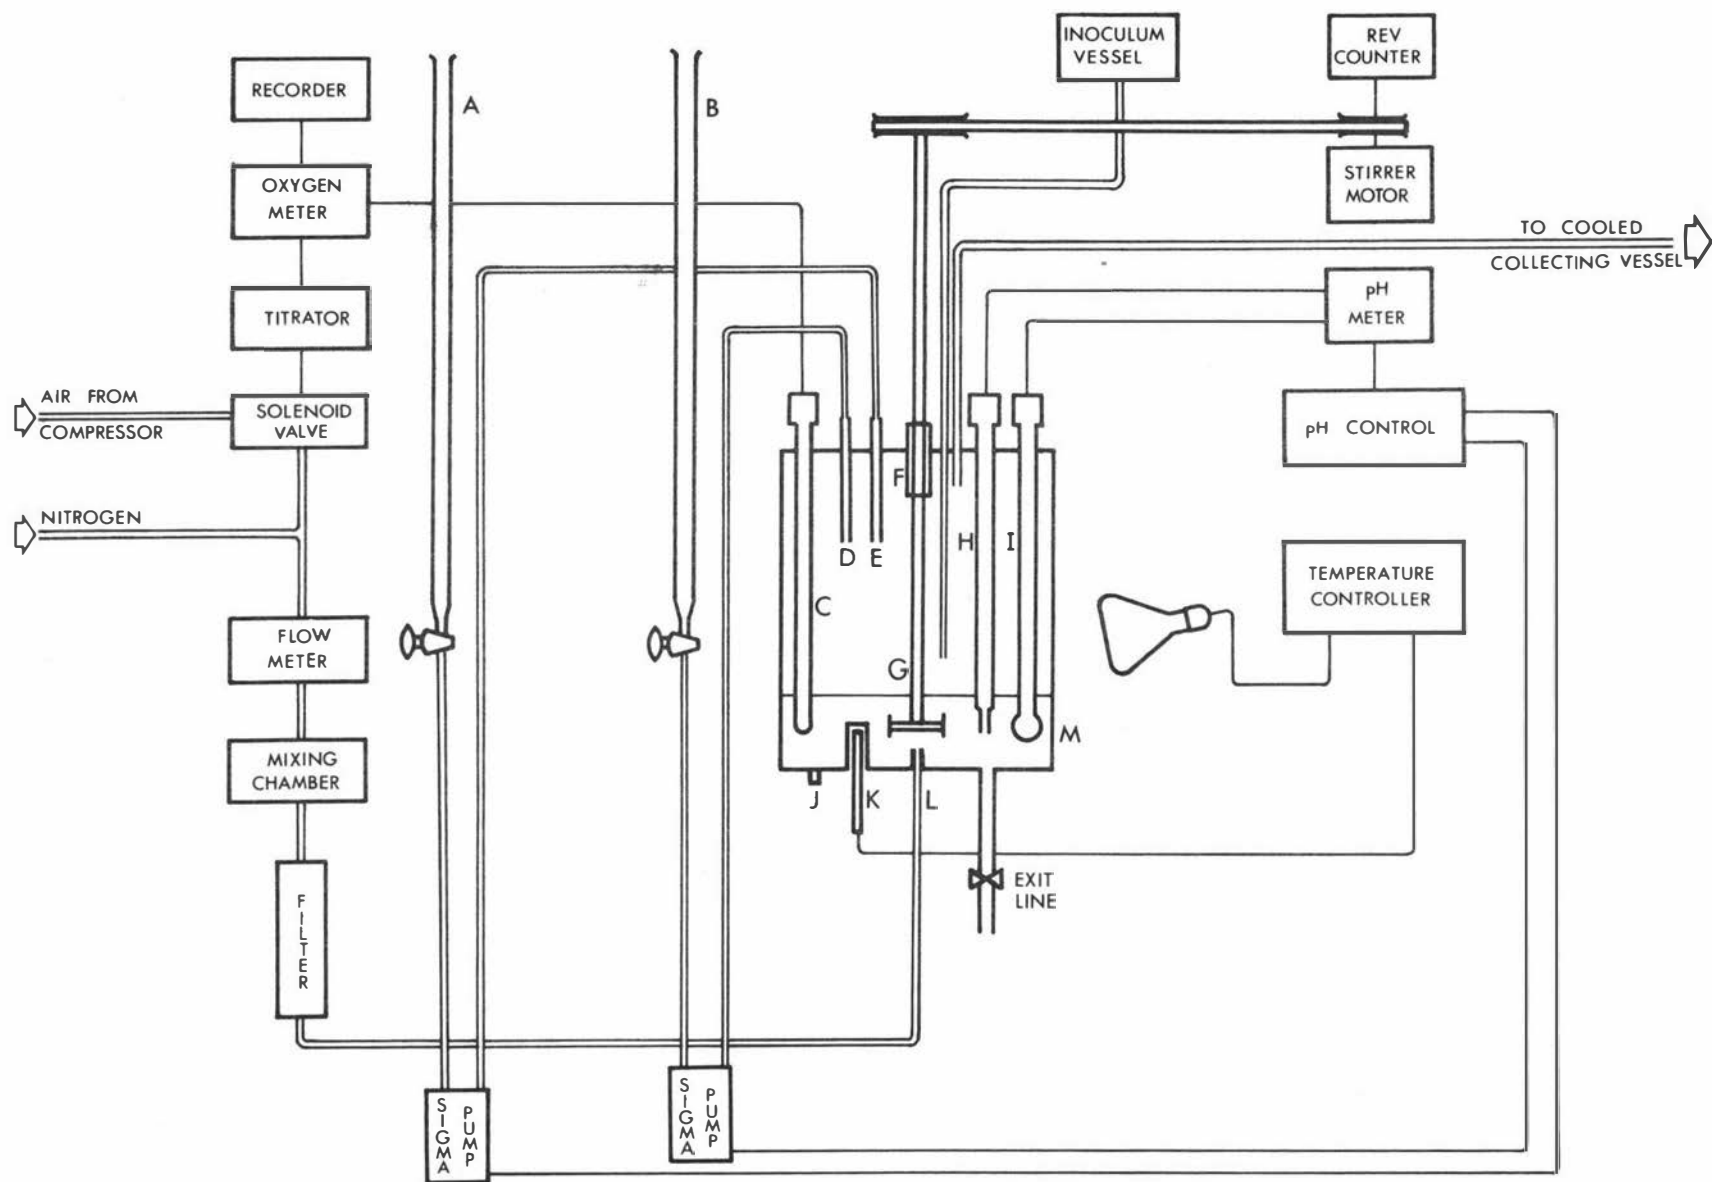 INOCULUM
VESSEL
REV
COUNTER
RECORDER
A
B
OXYGEN
METER
STIRRER
MOTOR
TO COOLED
COLLECTING VESSEL
pH
METER
TITRATOR
AIR FROM
COMPRESSOR
SOLENOID
VALVE
pH CONTROL
F
NITROGEN
H
I
D
E
TEMPERATURE
CONTROLLER
C
FLOW
METER
G
M
MIXING
CHAMBER
J
K
L
EXIT
LINE
FILTER
SIGMA
PUMP
SIGMA
PUMP